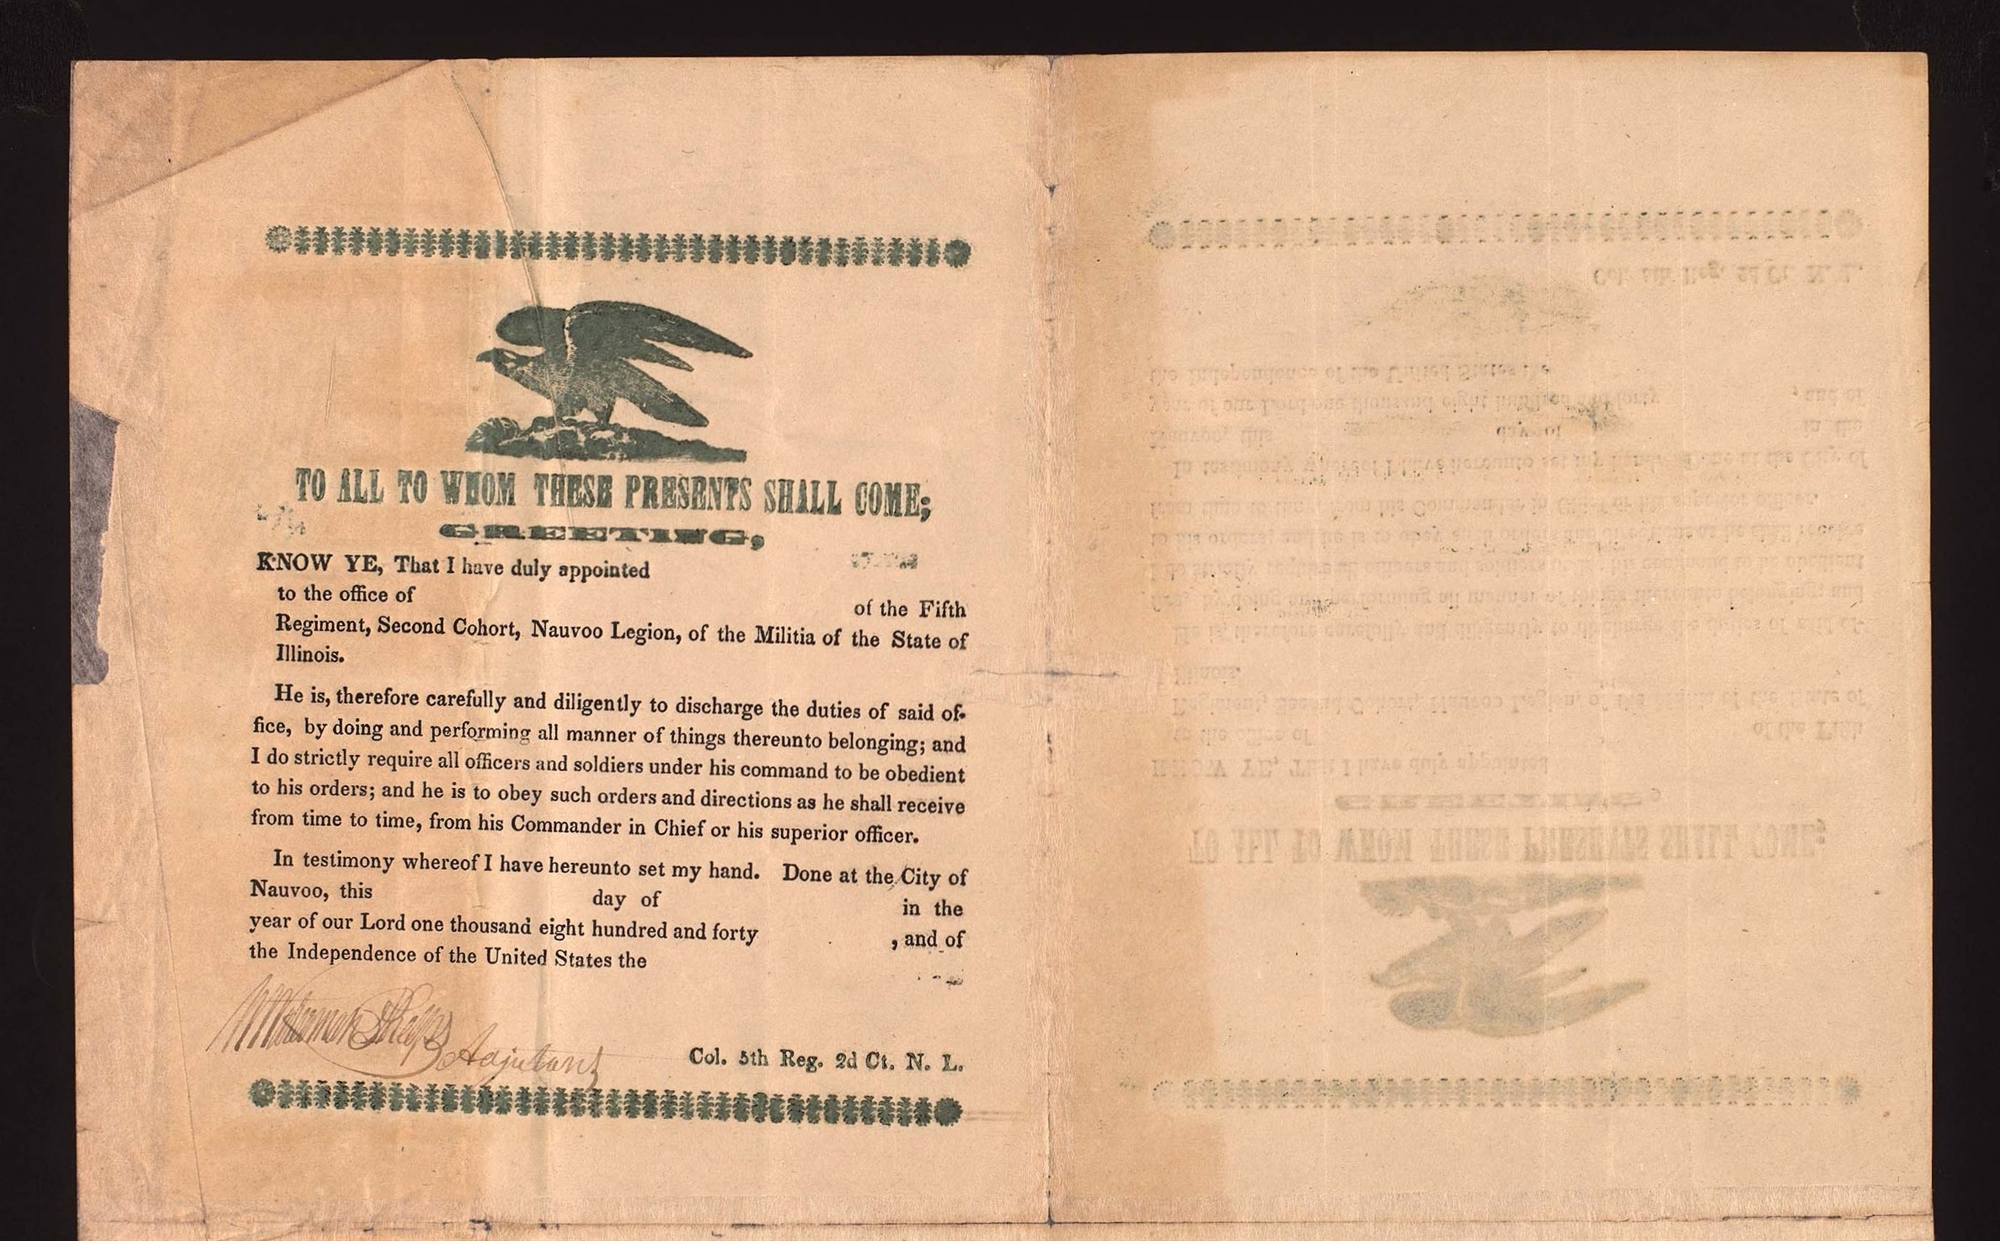 TO ALL TO WHOM THESE PRESENTS SHALL COME;
GREETING,
KNOW YE, That I have duly appointed
to the office of of the Fifth
Regiment, Second Cohort, Nauvoo Legion, of the Militia of the State of
Illinois.
He is, therefore carefully and diligently to discharge the duties of said of-
fice, by doing and performing all manner of things thereunto belonging; and
I do strictly require all officers and soldiers under his command to be obedient
to his orders; and he is to obey such orders and directions as he shall receive
from time to time, from his Commander in Chief or his superior officer.
In testimony whereof I have hereunto set my hand. Done at the City of
Nauvoo, this day of in the
year of our Lord one thousand eight hundred and forty , and of
the Independence of the United States the
Phelps
Adjutant
Col. 5th Reg. 2d Ct. N. L.